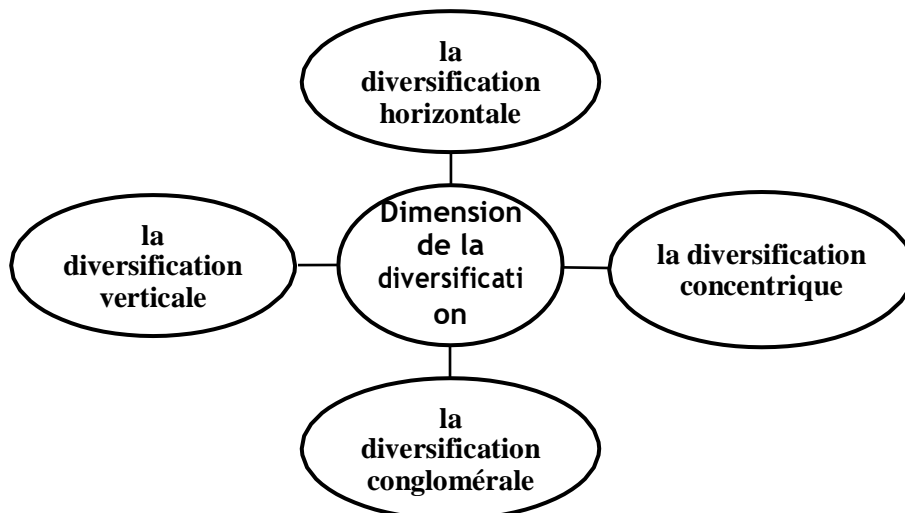 la
diversification
horizontale
Dimension
de la
diversificati
on
la
diversification
verticale
la diversification
concentrique
la
diversification
conglomérale